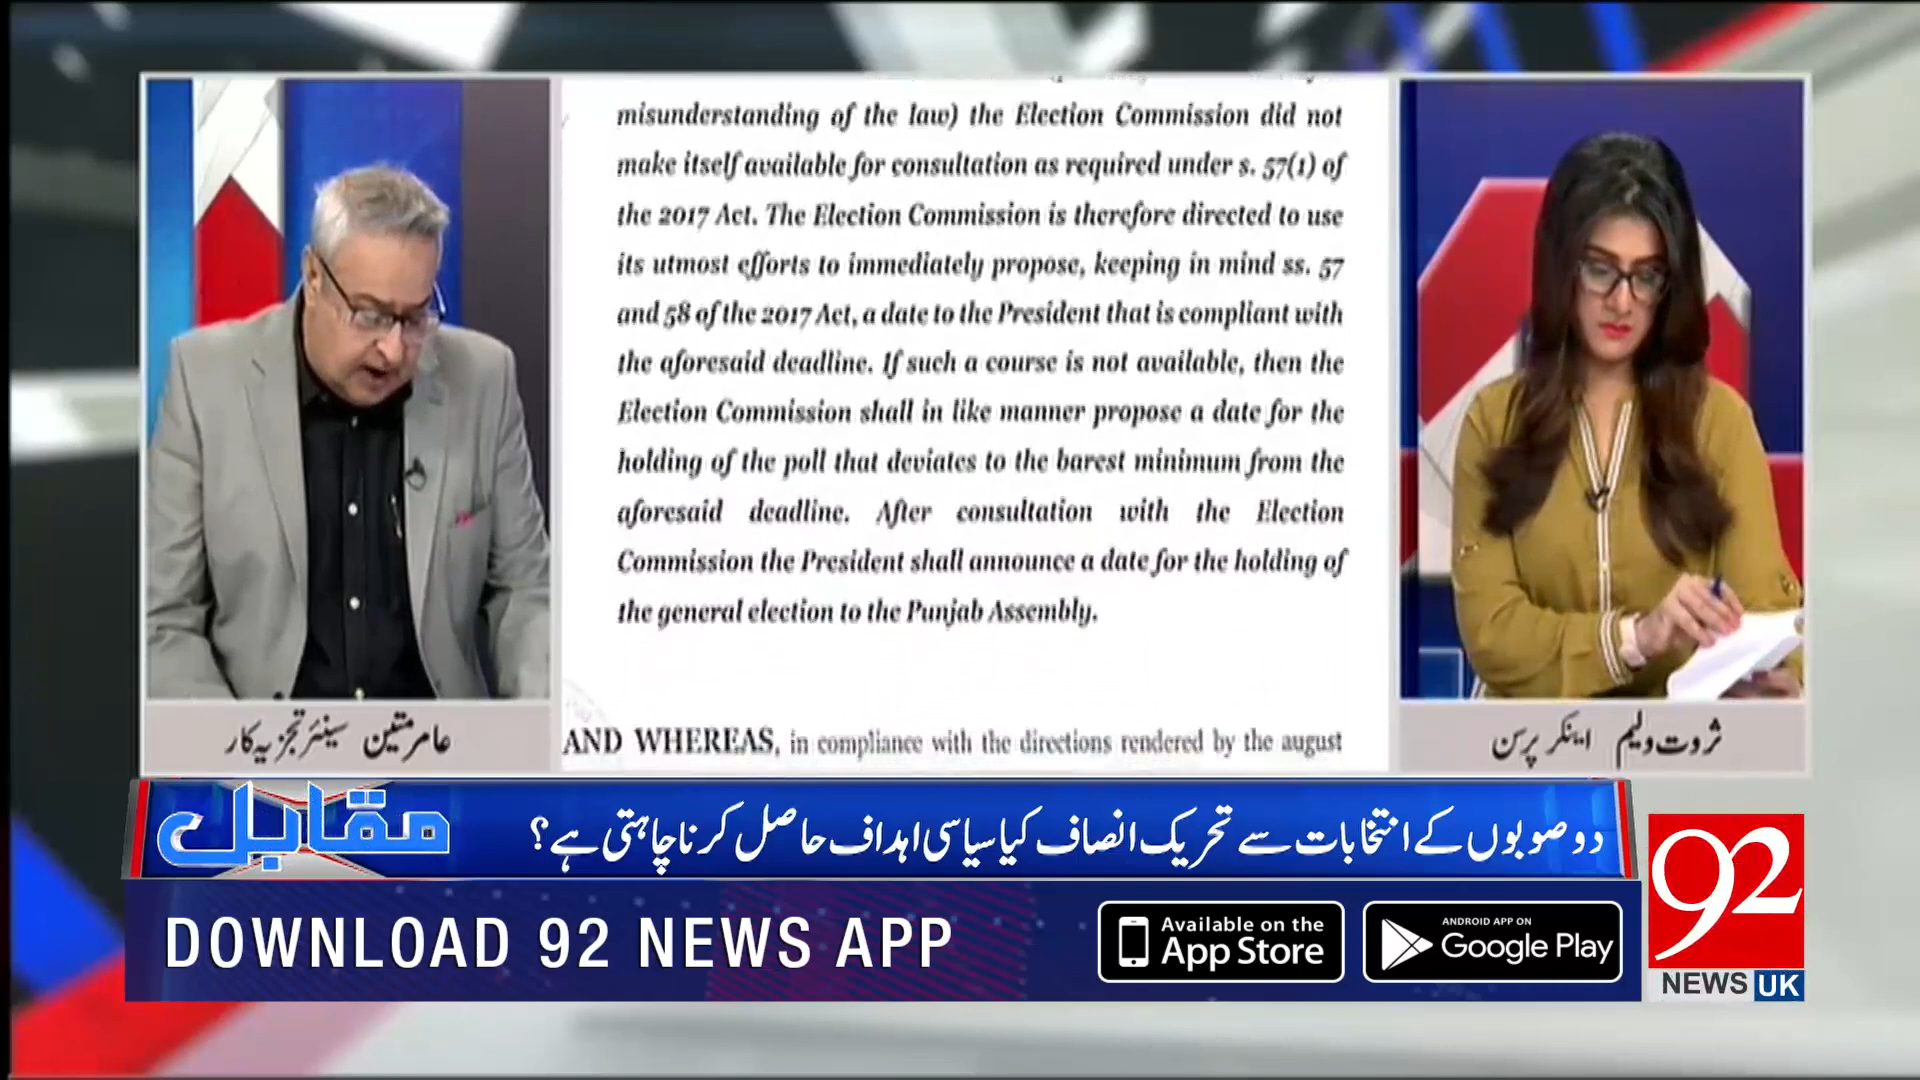 misunderstanding of the law) the Election Commission did not
make itself available for consultation as required under s. 57(1) of
the 2017 Act. The Election Commission is therefore directed to use
its utmost efforts to immediately propose, keeping in mind ss. 57
and 58 of the 2017 Act, a date to the President that is compliant with
the aforesaid deadline. If such a course is not available, then the
Election Commission shall in like manner propose a date for the
holding of the poll that deviates to the barest minimum from the
aforesaid deadline. After consultation with the Election
Commission the President shall announce a date for the holding of
the general election to the Punjab Assembly.
AND WHEREAS, in compliance with the directions rendered by the august
عامر متین سینئر تجزیہ کار
ثروت ولیم اینکر پرسن
مقابل
دو صوبوں کے انتخابات سے تحریک انصاف کیا سیاسی اہداف حاصل کرنا چاہتی ہے؟
DOWNLOAD 92 NEWS APP
Available on the
App Store
ANDROID APP ON
Google Play
92
NEWS UK